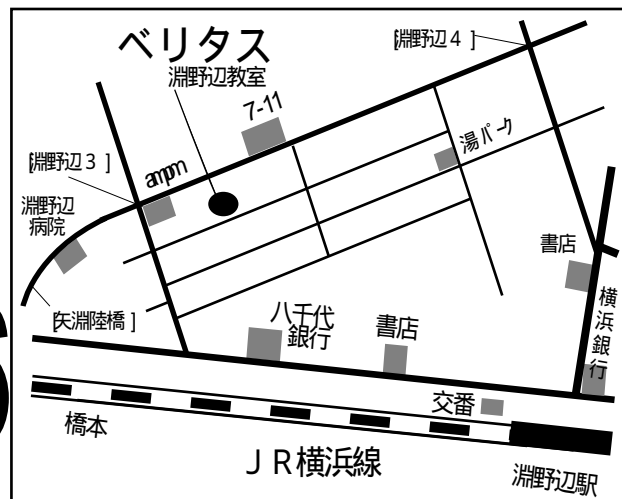 ベリタス
淵野辺教室
[淵野辺4]
7-11
湯パーク
[淵野辺3]
ampm
淵野辺
病院
書店
[矢淵陸橋]
八千代
銀行
書店
横浜銀行
交番
橋本
JR横浜線
淵野辺駅